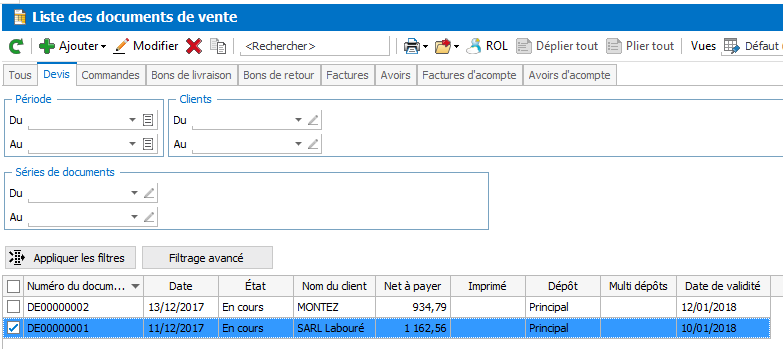 Liste des documents de vente
Ajouter Modifier <Rechercher> ROL Déplier tout Plier tout Vues Défaut
Tous Devis Commandes Bons de livraison Bons de retour Factures Avoirs Factures d'acompte Avoirs d'acompte
Période Clients
Du Du
Au Au
Séries de documents
Du
Au
Appliquer les filtres Filtrage avancé
Numéro du docum... Date État Nom du client Net à payer Imprimé Dépôt Multi dépôts Date de validité
DE00000002 13/12/2017 En cours MONTEZ 934,79 Principal 12/01/2018
DE00000001 11/12/2017 En cours SARL Labouré 1 162,56 Principal 10/01/2018